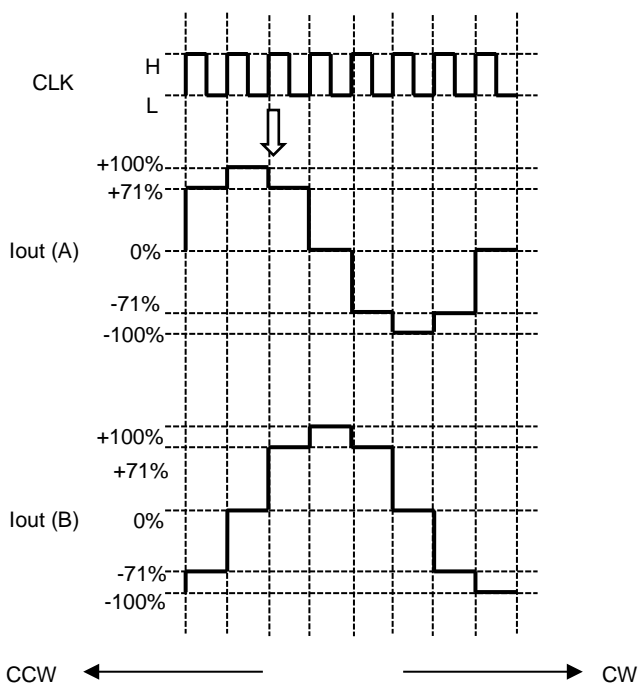 H
CLK
L
+100%
+71%
Iout (A)
0%
-71%
-100%
+100%
+71%
Iout (B)
0%
-71%
-100%
CCW
CW